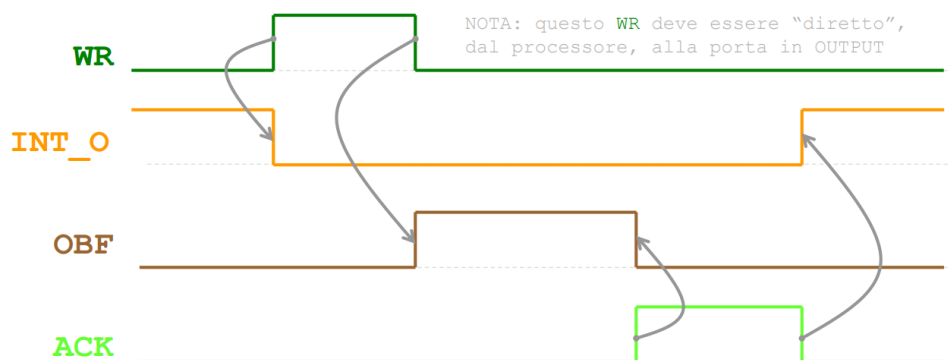 NOTA: questo WR deve essere “diretto”,
dal processore, alla porta in OUTPUT
WR
INT_O
OBF
ACK